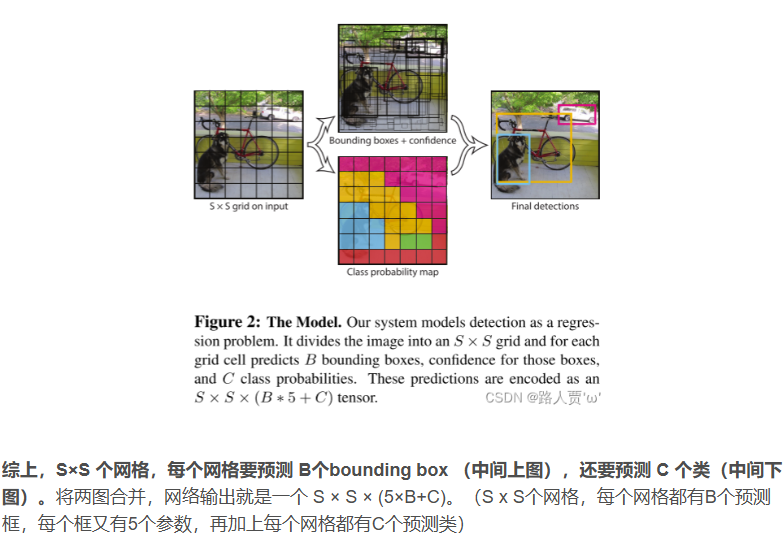 Bounding boxes + confidence
S × S grid on input
Final detections
Class probability map
Figure 2: The Model. Our system models detection as a regres-
sion problem. It divides the image into an S × S grid and for each
grid cell predicts B bounding boxes, confidence for those boxes,
and C class probabilities. These predictions are encoded as an
S × S × (B ∗ 5 + C) tensor.
CSDN @路人贾'ω'
综上，S×S 个网格，每个网格要预测 B个bounding box （中间上图），还要预测 C 个类（中间下
图）。将两图合并，网络输出就是一个 S × S × (5×B+C)。（S x S个网格，每个网格都有B个预测
框，每个框又有5个参数，再加上每个网格都有C个预测类）